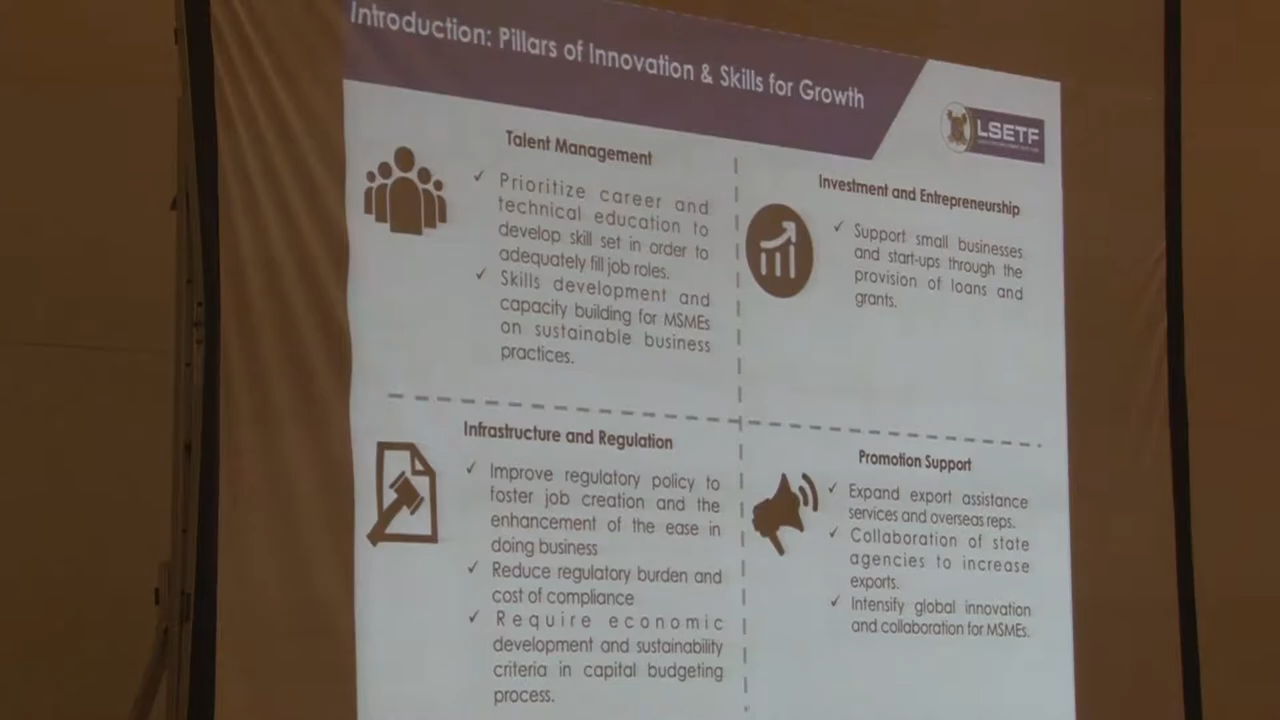 Introduction: Pillars of Innovation & Skills for Growth
LSETF
Talent Management
✓ Prioritize career and
technical education to
develop skill set in order to
adequately fill job roles.
✓ Skills development and
capacity building for MSMEs
on sustainable business
practices.
Investment and Entrepreneurship
✓ Support small businesses
and start-ups through the
provision of loans and
grants.
Infrastructure and Regulation
✓ Improve regulatory policy to
foster job creation and the
enhancement of the ease in
doing business
✓ Reduce regulatory burden and
cost of compliance
✓ Require economic
development and sustainability
criteria in capital budgeting
process.
Promotion Support
✓ Expand export assistance
services and overseas reps.
✓ Collaboration of state
agencies to increase
exports.
✓ Intensify global innovation
and collaboration for MSMEs.